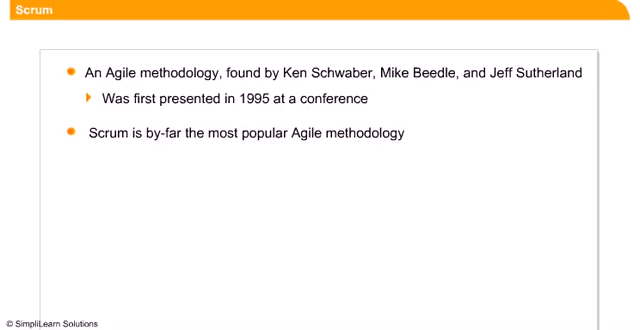 Scrum
An Agile methodology, found by Ken Schwaber, Mike Beedle, and Jeff Sutherland
Was first presented in 1995 at a conference
Scrum is by-far the most popular Agile methodology
© SimpliLearn Solutions